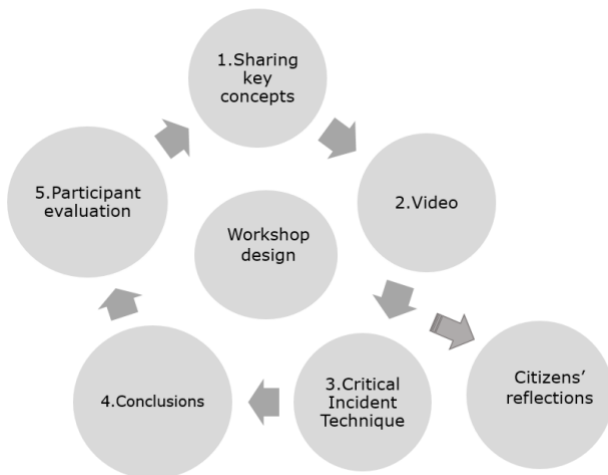 1.Sharing
key
concepts
2.Video
3.Critical
Incident
Technique
Citizens’
reflections
4.Conclusions
5.Participant
evaluation
Workshop
design